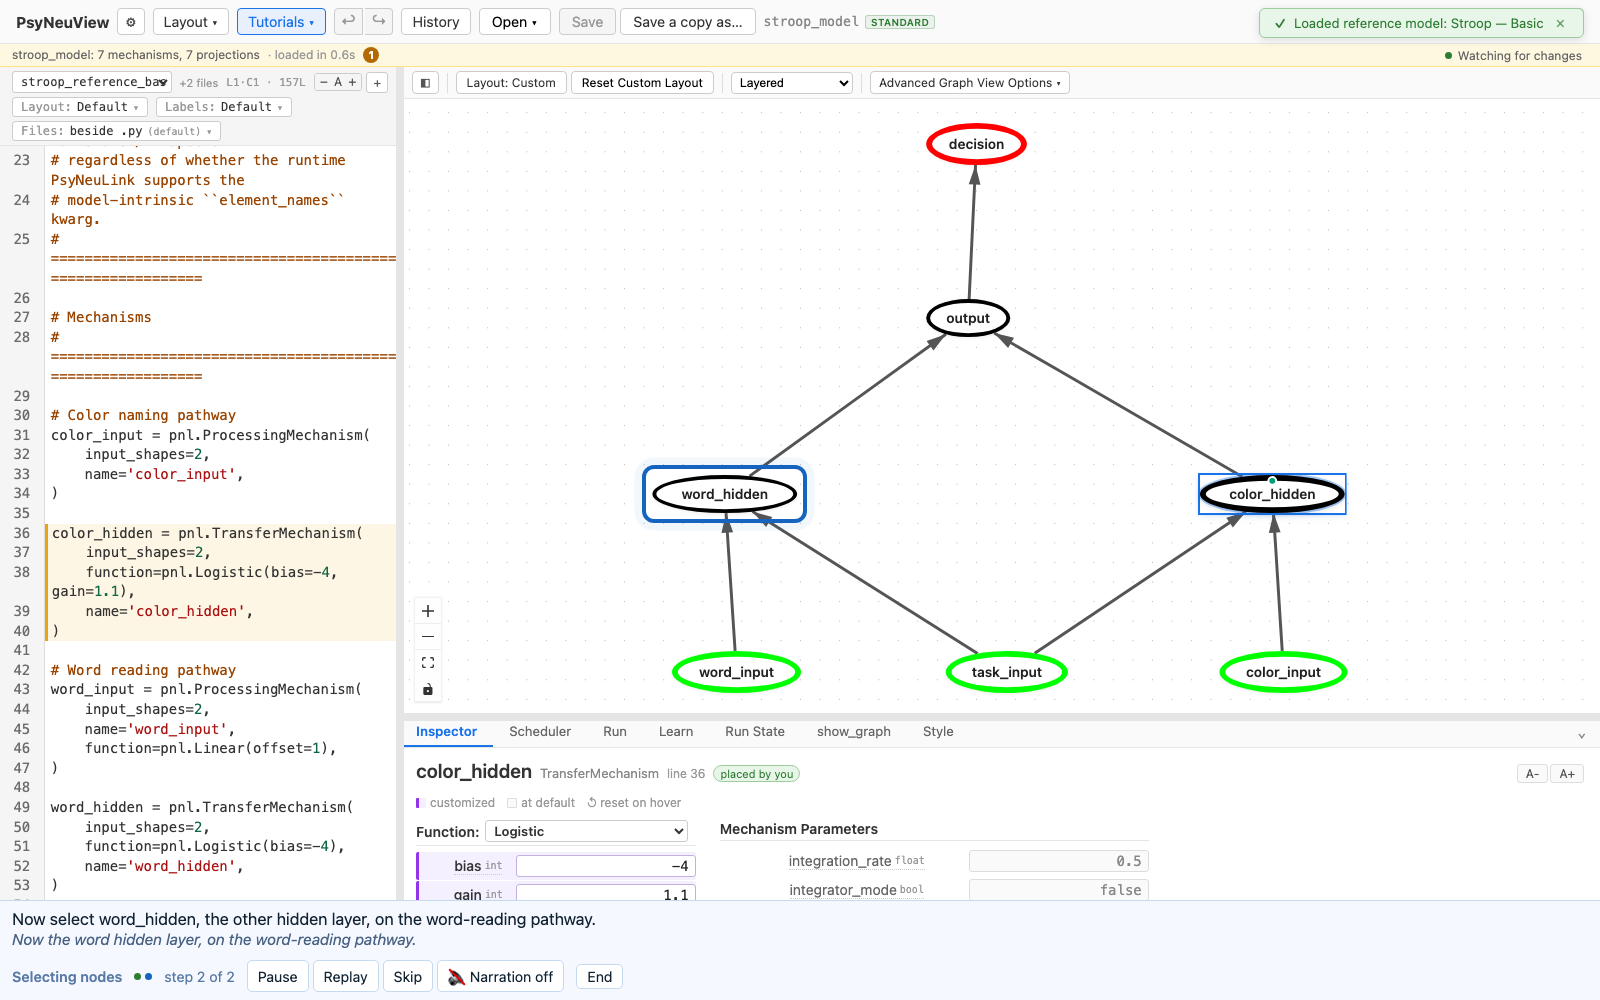 PsyNeuView ⚙ Layout ▾ Tutorials ▾ ↩ ↪ History Open ▾ Save Save a copy as... stroop_model STANDARD
✓ Loaded reference model: Stroop — Basic ×
stroop_model: 7 mechanisms, 7 projections · loaded in 0.6s 1
Watching for changes
+2 files L1:C1 · 157L − A + +
Layout: Default ▾ Labels: Default ▾
Files: beside .py (default) ▾
23 # regardless of whether the runtime
PsyNeuLink supports the
24 # model-intrinsic ``element_names``
kwarg.
25 #
==========================================
==================
26
27 # Mechanisms
28 #
==========================================
==================
29
30 # Color naming pathway
31 color_input = pnl.ProcessingMechanism(
32 input_shapes=2,
33 name='color_input',
34 )
35
36 color_hidden = pnl.TransferMechanism(
37 input_shapes=2,
38 function=pnl.Logistic(bias=-4,
gain=1.1),
39 name='color_hidden',
40 )
41
42 # Word reading pathway
43 word_input = pnl.ProcessingMechanism(
44 input_shapes=2,
45 name='word_input',
46 function=pnl.Linear(offset=1),
47 )
48
49 word_hidden = pnl.TransferMechanism(
50 input_shapes=2,
51 function=pnl.Logistic(bias=-4),
52 name='word_hidden',
53 )
Layout: Custom Reset Custom Layout Layered Advanced Graph View Options ▾
decision
output
word_hidden
color_hidden
word_input
task_input
color_input
Inspector Scheduler Run Learn Run State show_graph Style
color_hidden TransferMechanism line 36 placed by you
A- A+
customized at default ↺ reset on hover
Function: Logistic
bias int −4
gain int 1.1
Mechanism Parameters
integration_rate float 0.5
integrator_mode bool false
Now select word_hidden, the other hidden layer, on the word-reading pathway.
Now the word hidden layer, on the word-reading pathway.
Selecting nodes step 2 of 2 Pause Replay Skip Narration off End